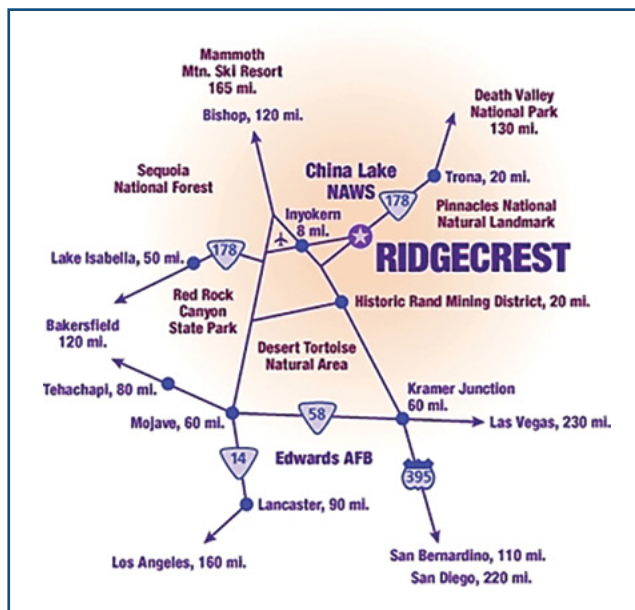 Mammoth
Mtn. Ski Resort
165 mi.
Bishop, 120 mi.
Death Valley
National Park
130 mi.
Sequoia
National Forest
China Lake
NAWS
Trona, 20 mi.
178
Pinnacles National
Natural Landmark
Inyokern
8 mi.
RIDGECREST
178
Lake Isabella, 50 mi.
Red Rock
Canyon
State Park
Historic Rand Mining District, 20 mi.
Bakersfield
120 mi.
Desert Tortoise
Natural Area
Tehachapi, 80 mi.
Kramer Junction
60 mi.
Mojave, 60 mi.
58
Las Vegas, 230 mi.
14
Edwards AFB
395
Lancaster, 90 mi.
Los Angeles, 160 mi.
San Bernardino, 110 mi.
San Diego, 220 mi.